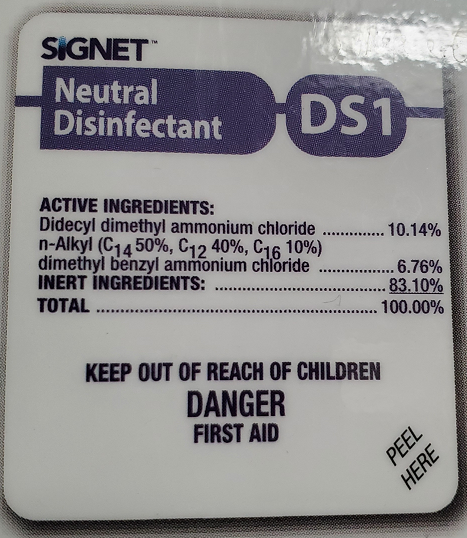 SIGNET™
Neutral
Disinfectant
DS1
ACTIVE INGREDIENTS:
Didecyl dimethyl ammonium chloride ................ 10.14%
n-Alkyl (C14 50%, C12 40%, C16 10%)
dimethyl benzyl ammonium chloride ................ 6.76%
INERT INGREDIENTS: ................................ 83.10%
TOTAL .................................................... 100.00%
KEEP OUT OF REACH OF CHILDREN
DANGER
FIRST AID
PEEL
HERE